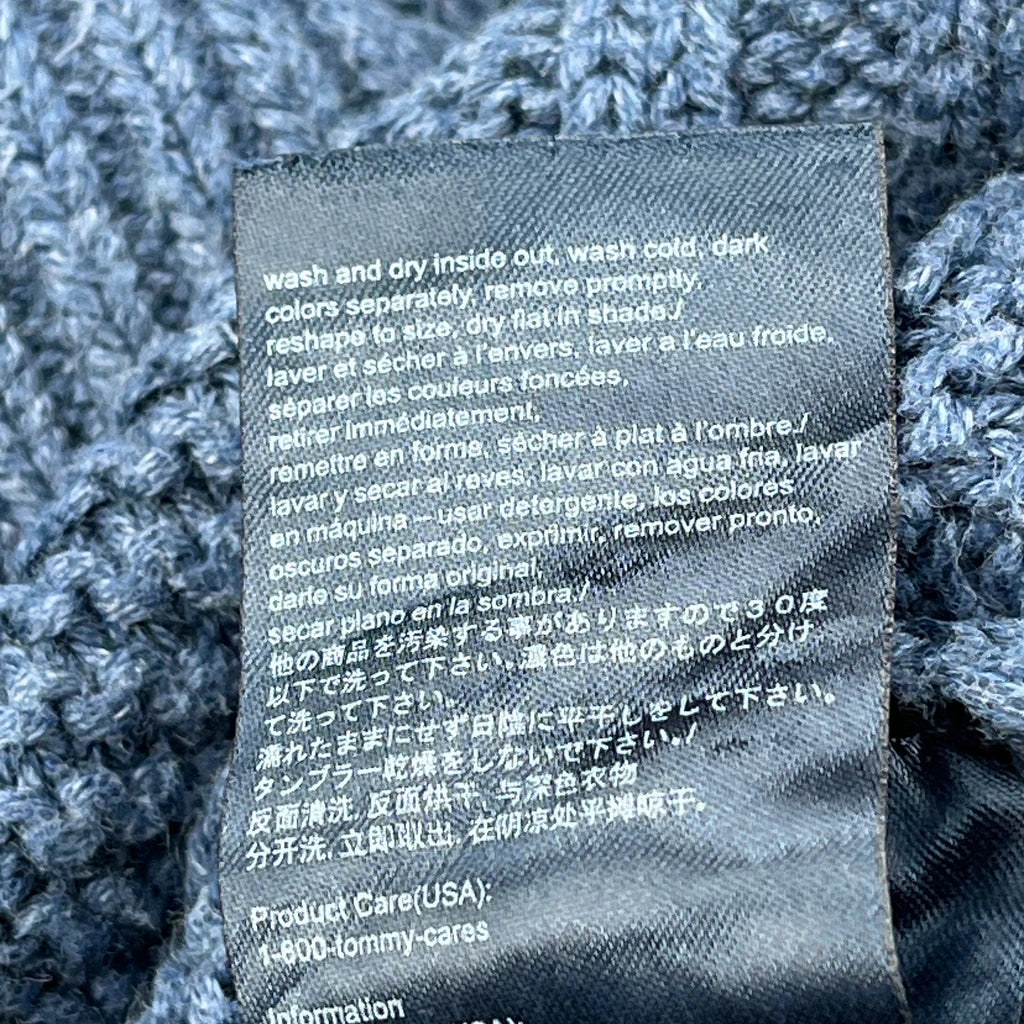 wash and dry inside out, wash cold, dark
colors separately, remove promptly,
reshape to size, dry flat in shade./
laver et sécher à l'envers, laver a l'eau froide,
séparer les couleurs foncées,
retirer immédiatement,
remettre en forme, sécher à plat à l'ombre./
lavar y secar al reves, lavar con agua fria, lavar
en máquina – usar detergente, los colores
oscuros separado, exprimir, remover pronto,
darle su forma original,
secar plano en la sombra./
他の商品を汚染する事がありますので30度
以下で洗って下さい。濃色は他のものと分け
て洗って下さい。
濡れたままにせず日陰に平干しをして下さい。
タンブラー乾燥をしないで下さい。/
反面清洗, 反面烘干, 与深色衣物
分开洗, 立即取出, 在阴凉处平摊晾干。
Product Care(USA):
1-800-tommy-cares
Information